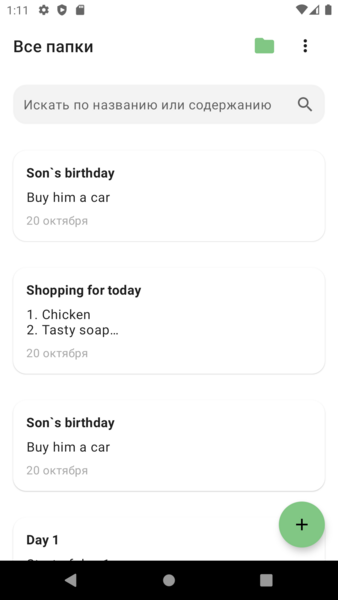 1:11
Все папки
Искать по названию или содержанию
Son`s birthday
Buy him a car
20 октября
Shopping for today
1. Chicken
2. Tasty soap…
20 октября
Son`s birthday
Buy him a car
20 октября
Day 1